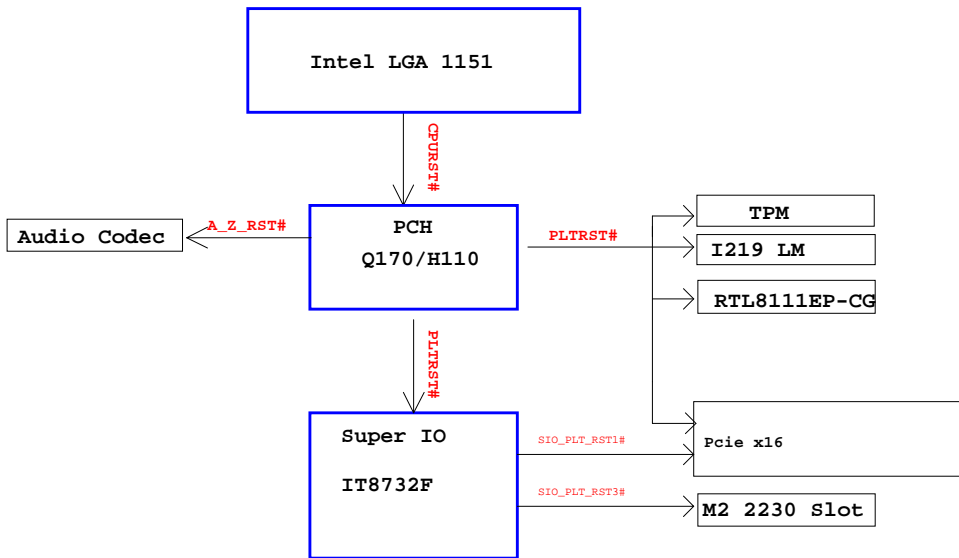 Intel LGA 1151
CPURST#
A_Z_RST#
Audio Codec
PCH
Q170/H110
PLTRST#
TPM
I219 LM
RTL8111EP-CG
PLTRST#
Super IO
IT8732F
SIO_PLT_RST1#
Pcie x16
SIO_PLT_RST3#
M2 2230 Slot